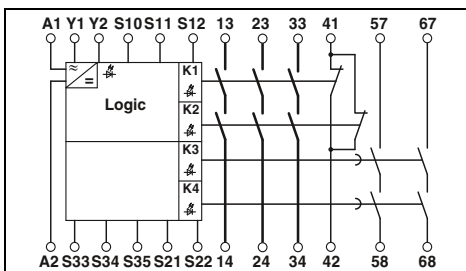 A1 Y1 Y2 S10 S11 S12 13 23 33 41 57 67
K1
Logic
K2
K3
K4
A2 S33 S34 S35 S21 S22 14 24 34 42 58 68